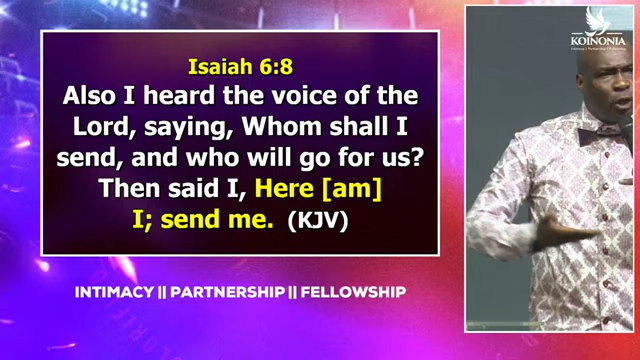 Isaiah 6:8
Also I heard the voice of the
Lord, saying, Whom shall I
send, and who will go for us?
Then said I, Here [am]
I; send me. (KJV)
INTIMACY || PARTNERSHIP || FELLOWSHIP
KOINONIA